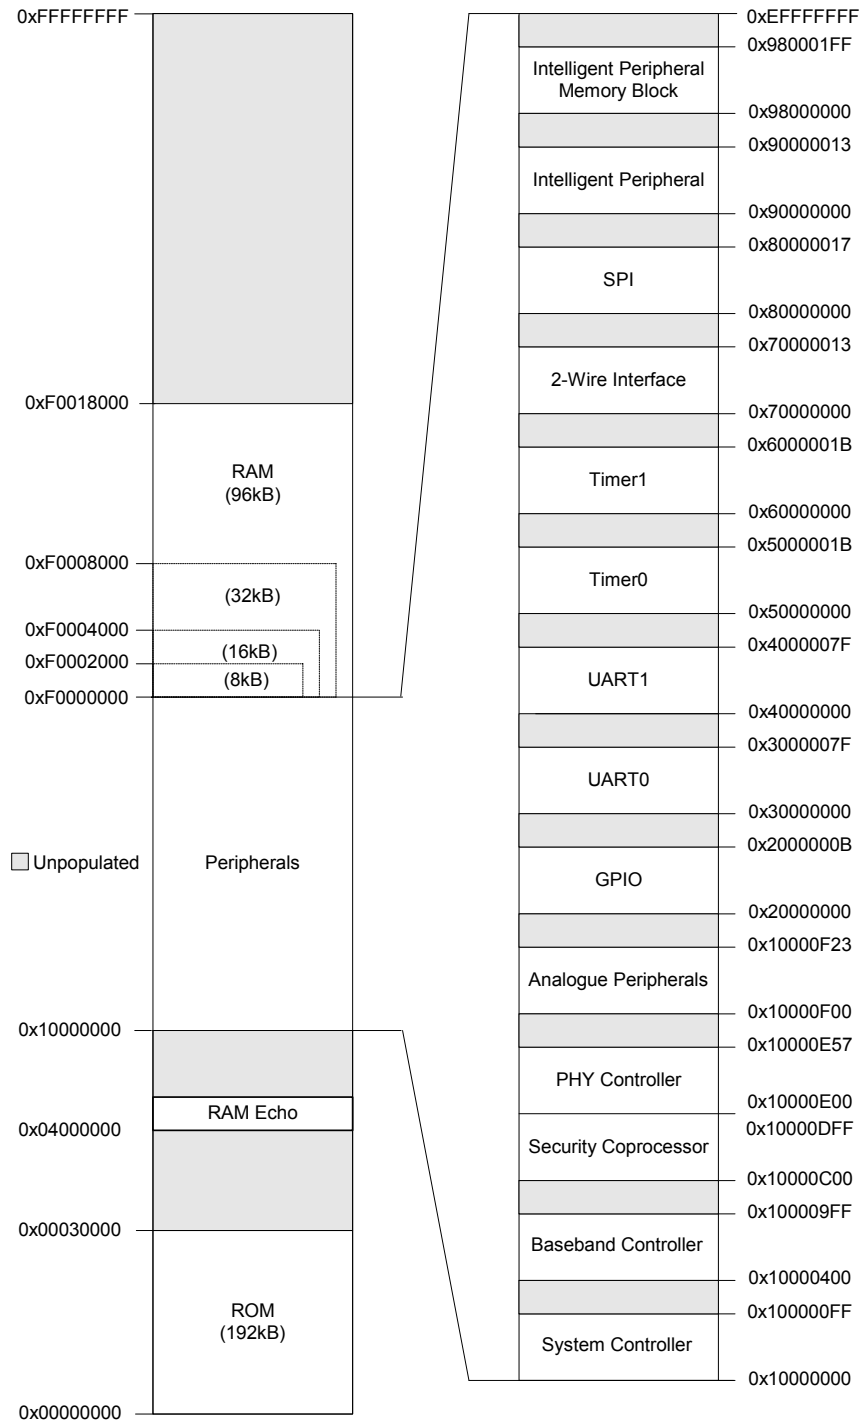 0xFFFFFFFF
0xF0018000
RAM
(96kB)
0xF0008000
(32kB)
0xF0004000
(16kB)
0xF0002000
(8kB)
0xF0000000
Unpopulated
Peripherals
0x10000000
RAM Echo
0x04000000
0x00030000
ROM
(192kB)
0x00000000
0xEFFFFFFF
0x980001FF
Intelligent Peripheral
Memory Block
0x98000000
0x90000013
Intelligent Peripheral
0x90000000
0x80000017
SPI
0x80000000
0x70000013
2-Wire Interface
0x70000000
0x6000001B
Timer1
0x60000000
0x5000001B
Timer0
0x50000000
0x4000007F
UART1
0x40000000
0x3000007F
UART0
0x30000000
0x2000000B
GPIO
0x20000000
0x10000F23
Analogue Peripherals
0x10000F00
0x10000E57
PHY Controller
0x10000E00
0x10000DFF
Security Coprocessor
0x10000C00
0x100009FF
Baseband Controller
0x10000400
0x100000FF
System Controller
0x10000000